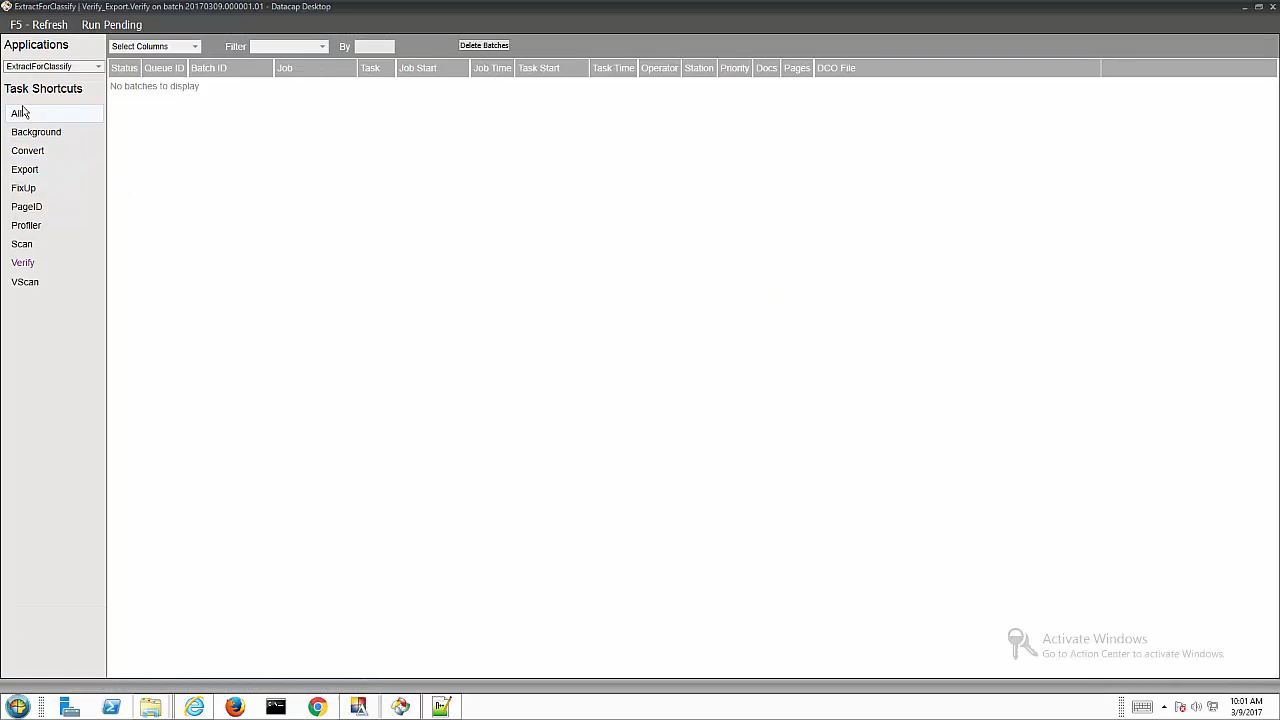 ExtractForClassify | Verify_Export.Verify on batch 20170309.000001.01 - Datacap Desktop
F5 - Refresh Run Pending
Applications
ExtractForClassify
Task Shortcuts
All
Background
Convert
Export
FixUp
PageID
Profiler
Scan
Verify
VScan
Select Columns Filter By Delete Batches
Status Queue ID Batch ID Job Task Job Start Job Time Task Start Task Time Operator Station Priority Docs Pages DCO File
No batches to display
Activate Windows
Go to Action Center to activate Windows.
10:01 AM
3/9/2017